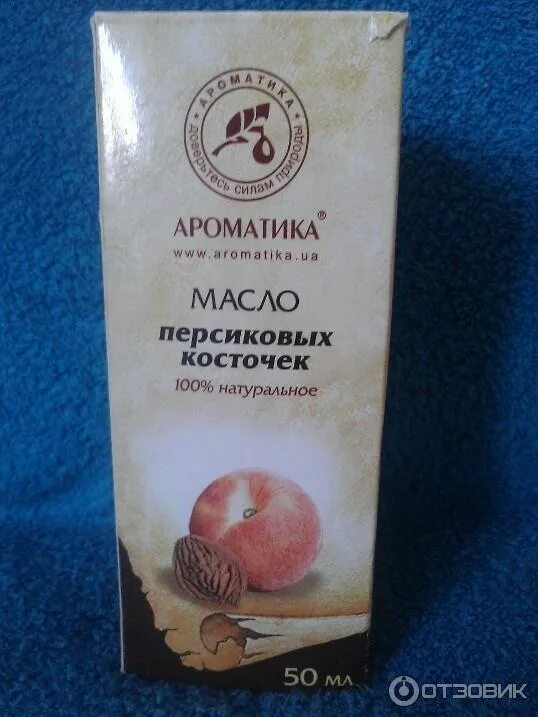 АРОМАТИКА
доверьтесь силам природы
АРОМАТИКА®
www.aromatika.ua
МАСЛО
персиковых
косточек
100% натуральное
50 мл
ОТЗОВИК